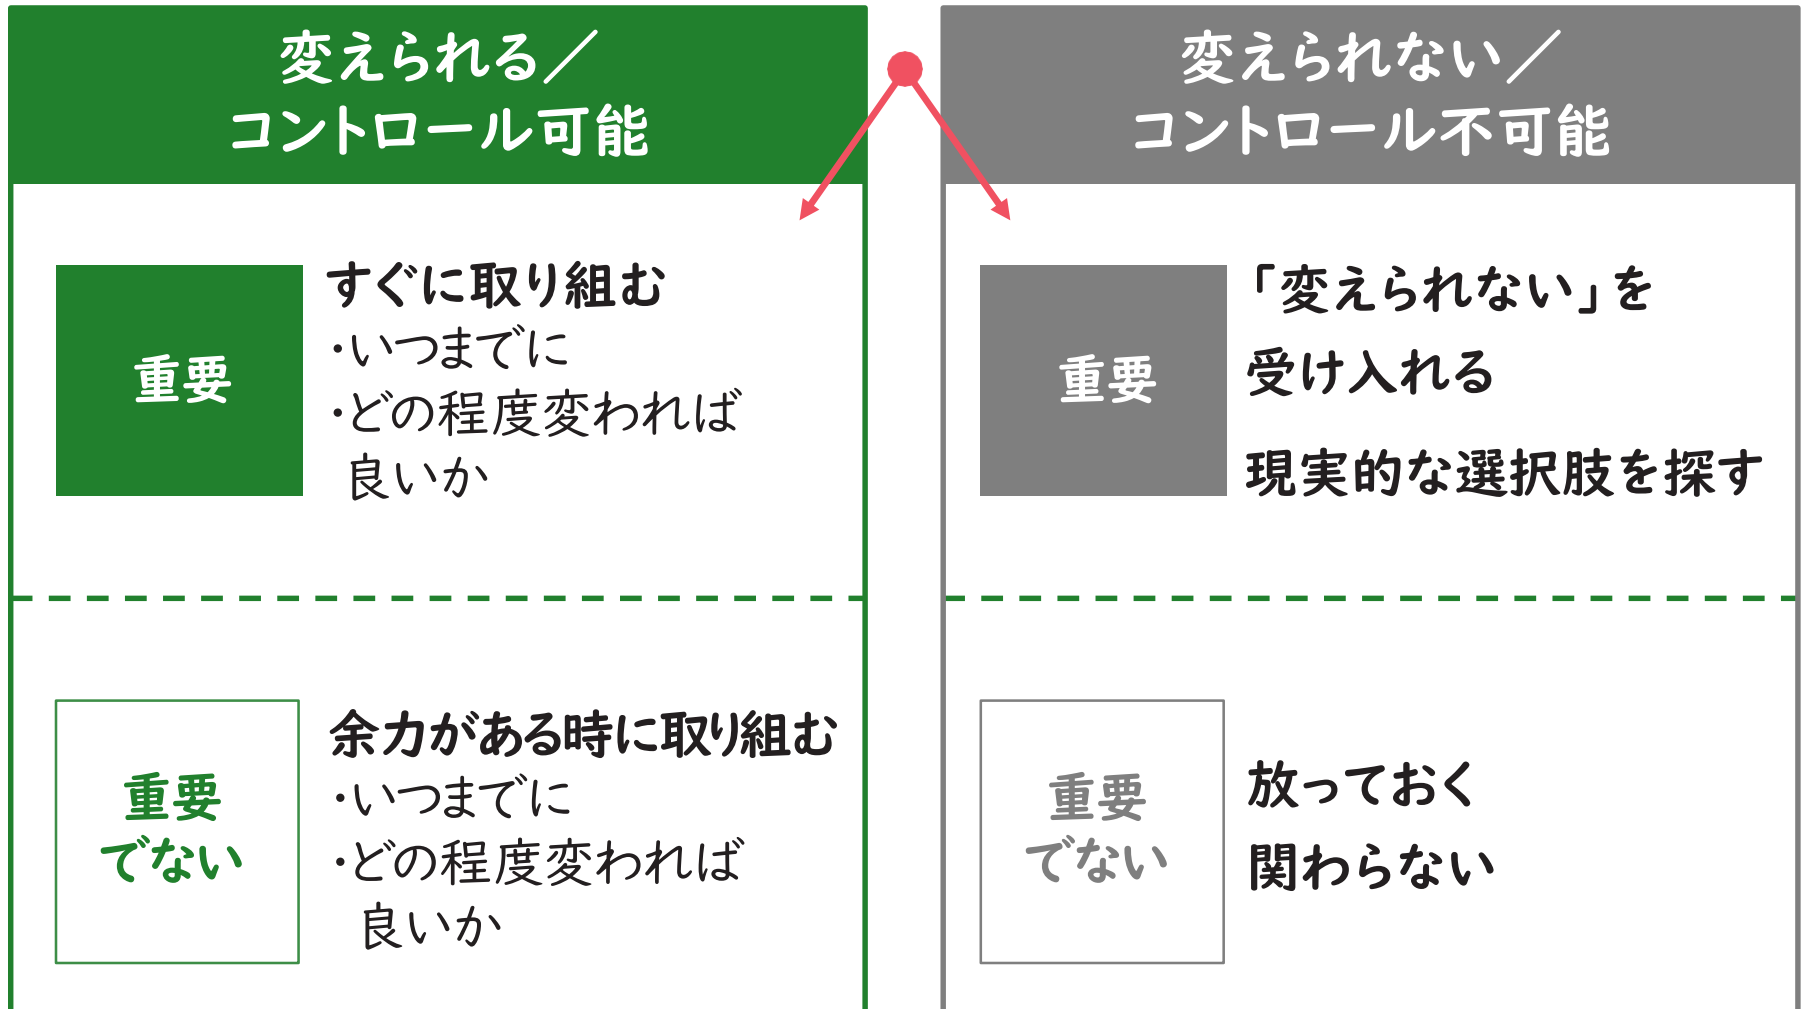 変えられる／
コントロール可能
重要
すぐに取り組む
・いつまでに
・どの程度変われば
良いか
重要
でない
余力がある時に取り組む
・いつまでに
・どの程度変われば
良いか
変えられない／
コントロール不可能
重要
「変えられない」を
受け入れる
現実的な選択肢を探す
重要
でない
放っておく
関わらない